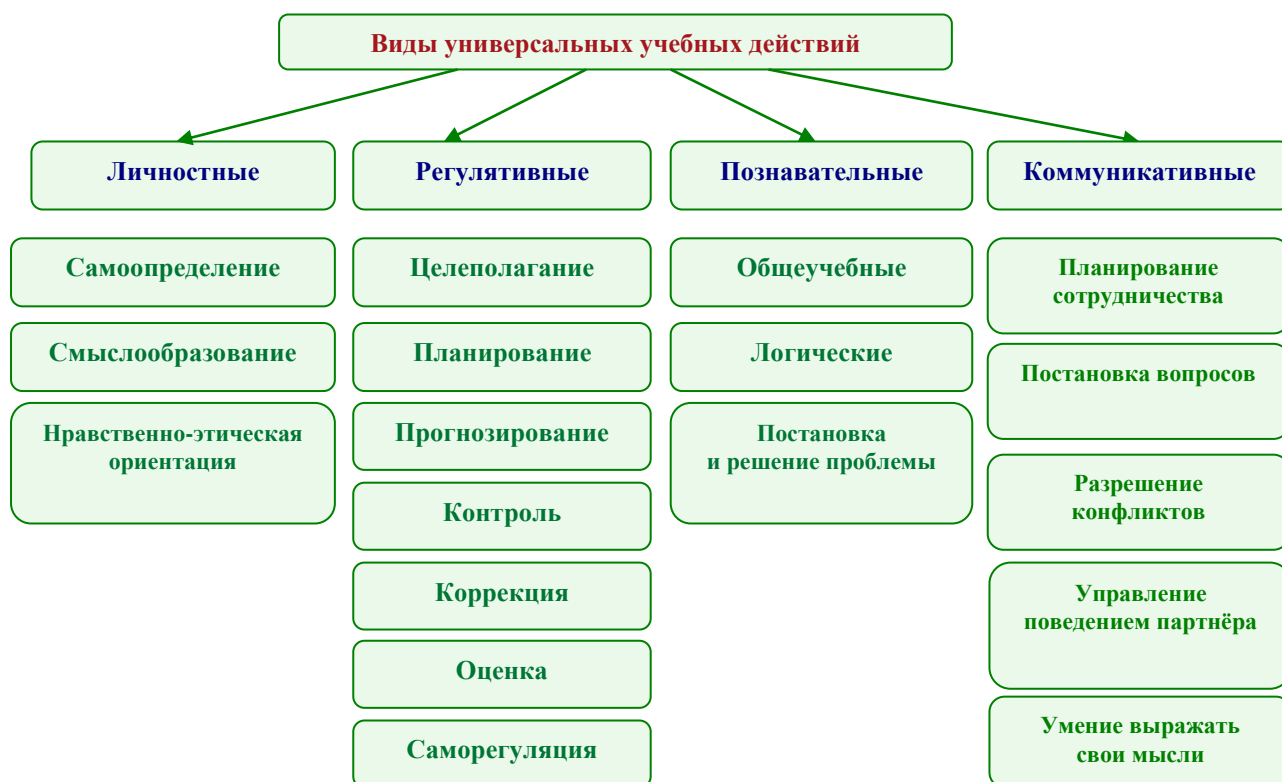 Виды универсальных учебных действий
Личностные
Регулятивные
Познавательные
Коммуникативные
Самоопределение
Смыслообразование
Нравственно-этическая
ориентация
Целеполагание
Планирование
Прогнозирование
Контроль
Коррекция
Оценка
Саморегуляция
Общеучебные
Логические
Постановка
и решение проблемы
Планирование
сотрудничества
Постановка вопросов
Разрешение
конфликтов
Управление
поведением партнёра
Умение выражать
свои мысли